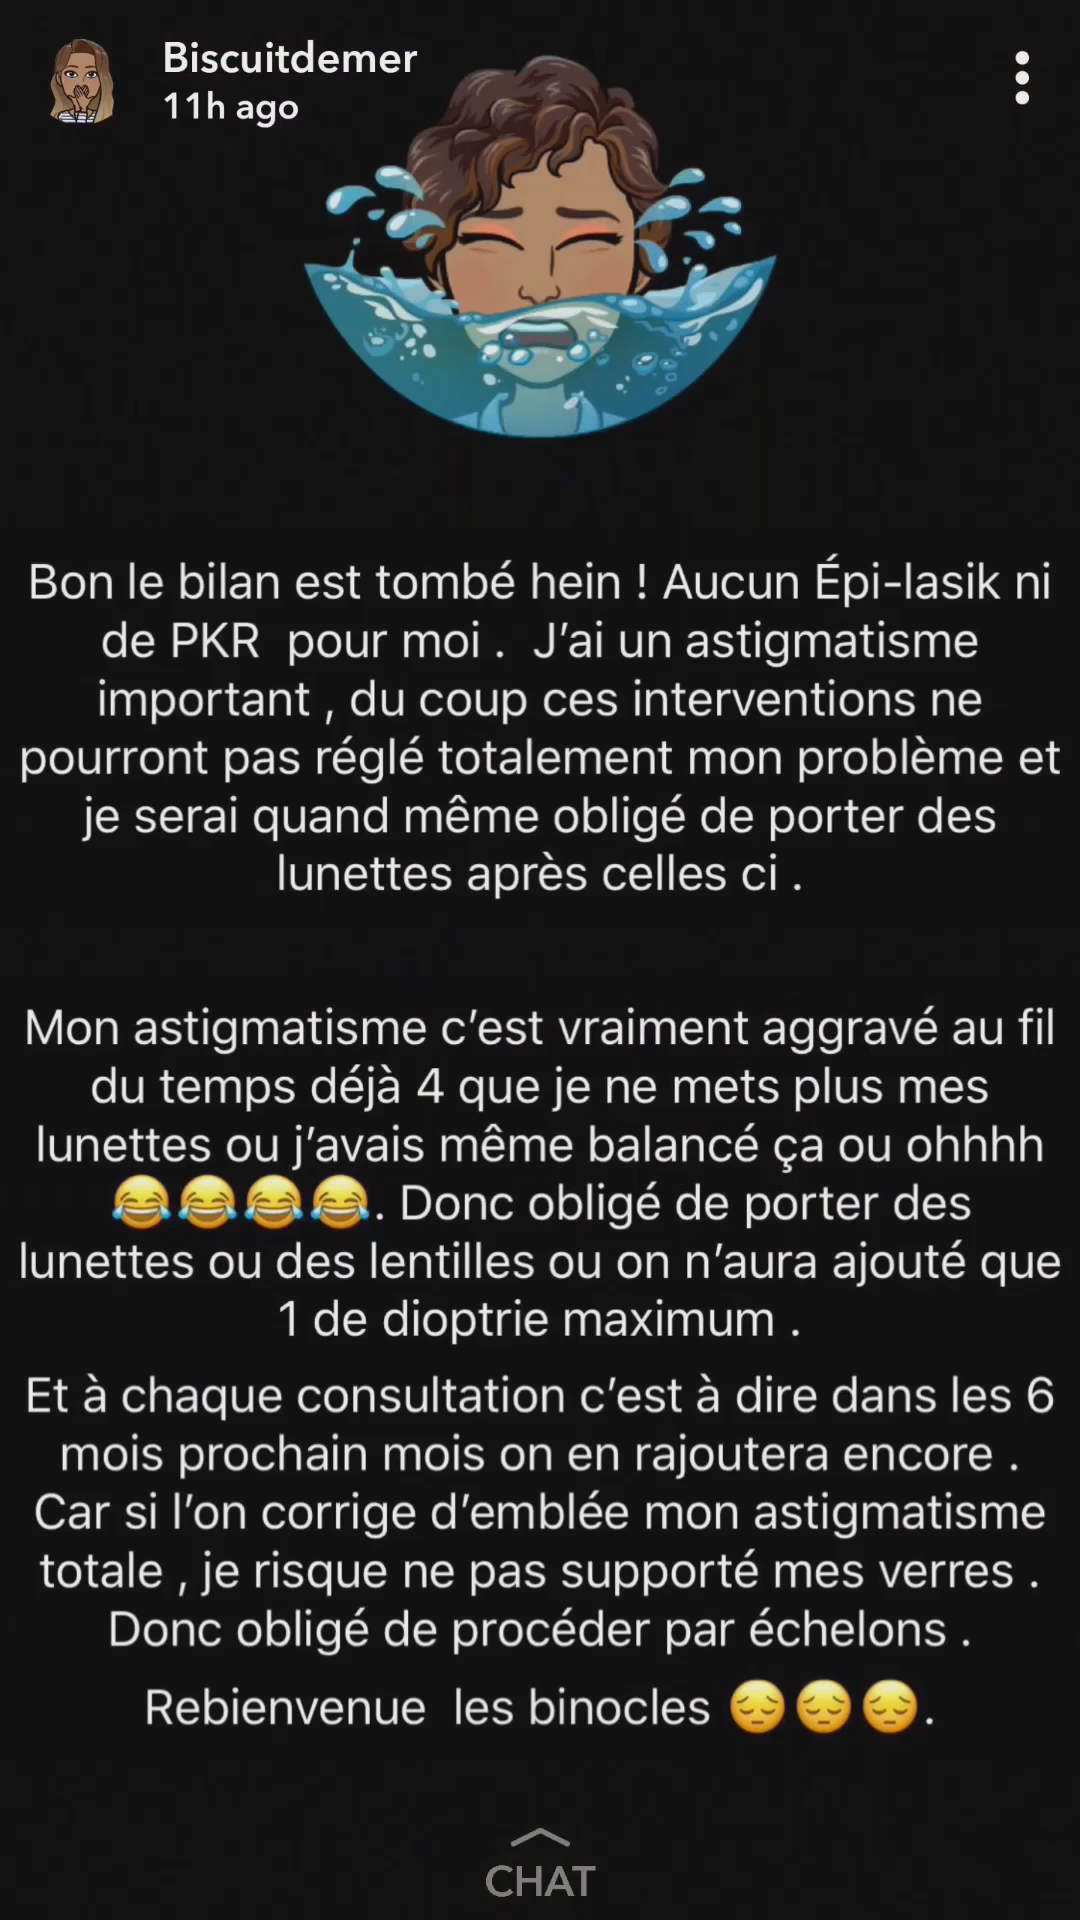 Biscuitdemer
11h ago
Bon le bilan est tombé hein ! Aucun Épi-lasik ni
de PKR  pour moi .  J’ai un astigmatisme
important , du coup ces interventions ne
pourront pas réglé totalement mon problème et
je serai quand même obligé de porter des
lunettes après celles ci .
Mon astigmatisme c’est vraiment aggravé au fil
du temps déjà 4 que je ne mets plus mes
lunettes ou j’avais même balancé ça ou ohhhh
😂😂😂😂. Donc obligé de porter des
lunettes ou des lentilles ou on n’aura ajouté que
1 de dioptrie maximum .
Et à chaque consultation c’est à dire dans les 6
mois prochain mois on en rajoutera encore .
Car si l’on corrige d’emblée mon astigmatisme
totale , je risque ne pas supporté mes verres .
Donc obligé de procéder par échelons .
Rebienvenue  les binocles 😔😔😔.
CHAT